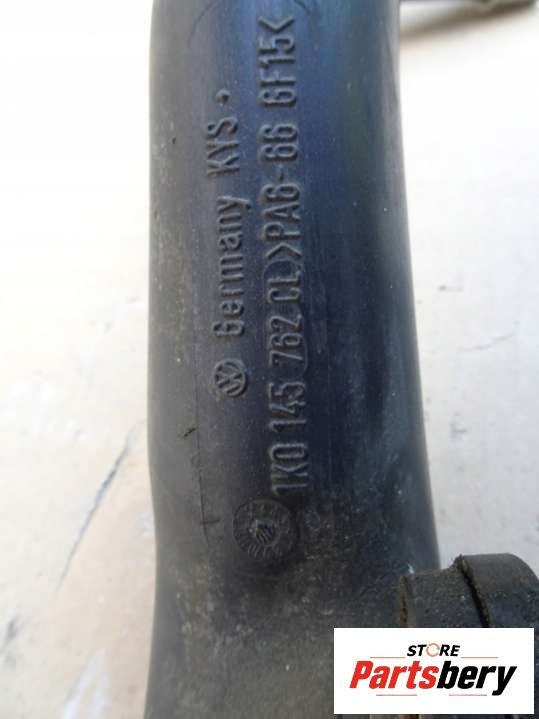 Germany KYS
1K0 145 762 CL >PA6-66 GF15<
STORE
Partsbery